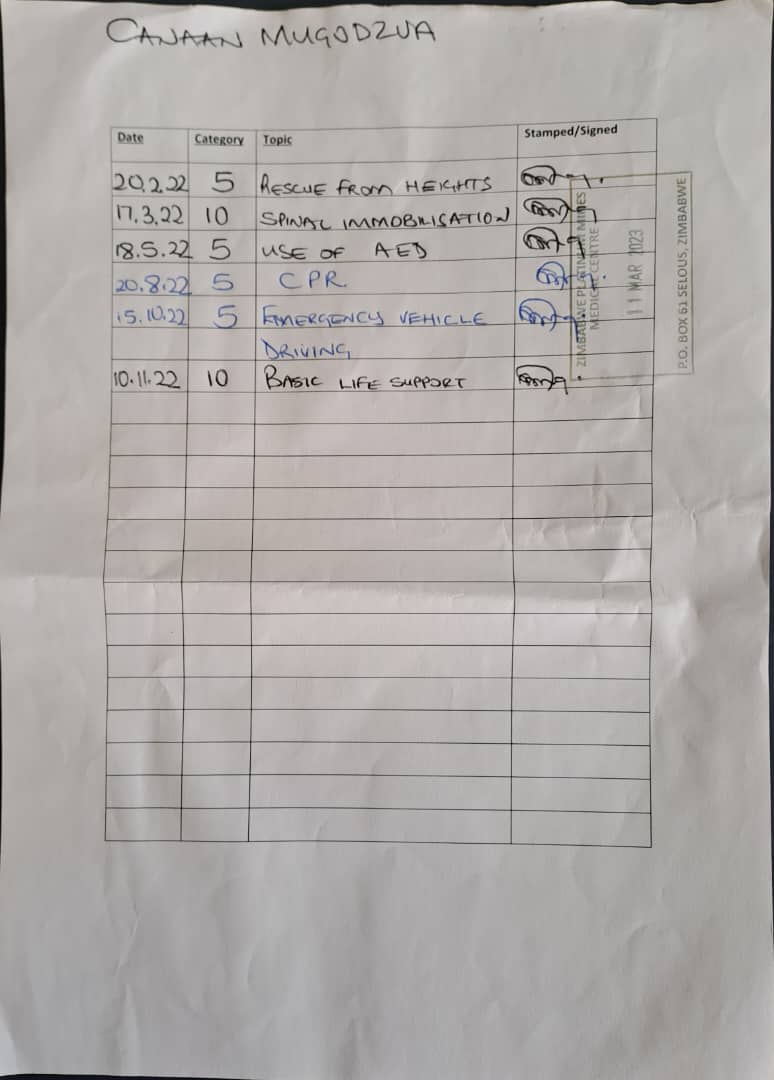 CANAAN MUGODZUA
Date Category Topic Stamped/Signed
20.2.22 5 RESCUE FROM HEIGHTS
17.3.22 10 SPINAL IMMOBILISATION
18.5.22 5 USE OF AED
20.8.22 5 CPR
15.10.22 5 EMERGENCY VEHICLE
DRIVING
10.11.22 10 BASIC LIFE SUPPORT
ZIMBABWE PLATINUM MINES
MEDICAL CENTRE
11 MAR 2023
P.O. BOX 61 SELOUS, ZIMBABWE